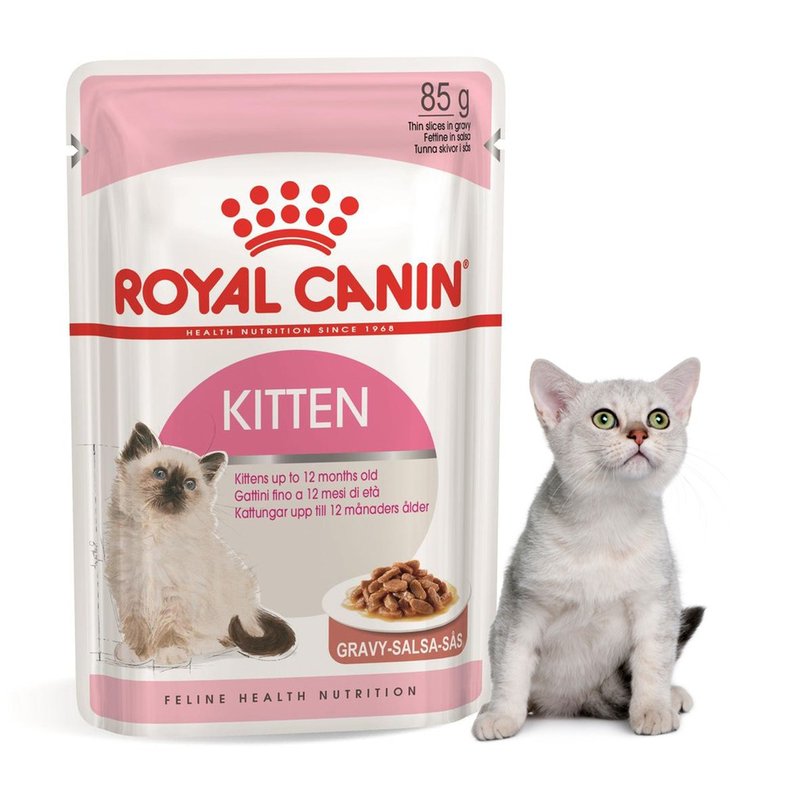 85 g
Thin slices in gravy
Fettine in salsa
Tunna skivor i sås
ROYAL CANIN®
HEALTH NUTRITION SINCE 1968
KITTEN
Kittens up to 12 months old
Gattini fino a 12 mesi di età
Kattungar upp till 12 månaders ålder
GRAVY-SALSA-SÅS
FELINE HEALTH NUTRITION